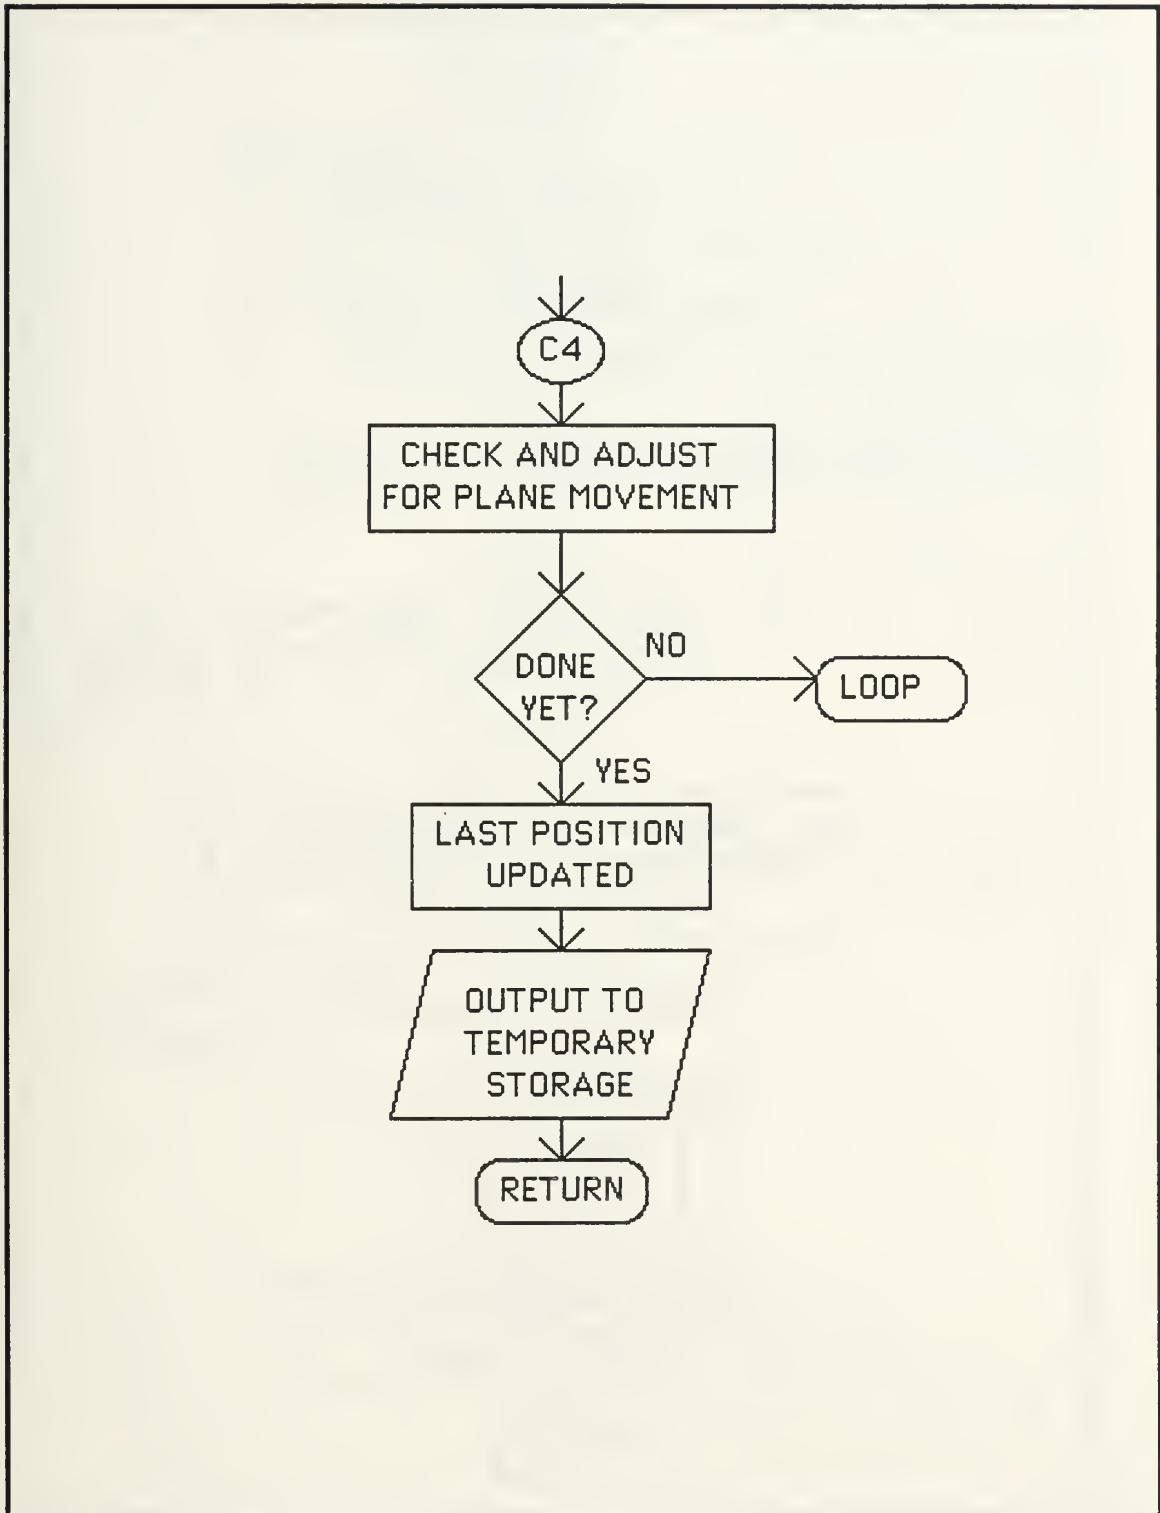 C4
CHECK AND ADJUST
FOR PLANE MOVEMENT
NO
DONE
YET?
LOOP
YES
LAST POSITION
UPDATED
OUTPUT TO
TEMPORARY
STORAGE
RETURN